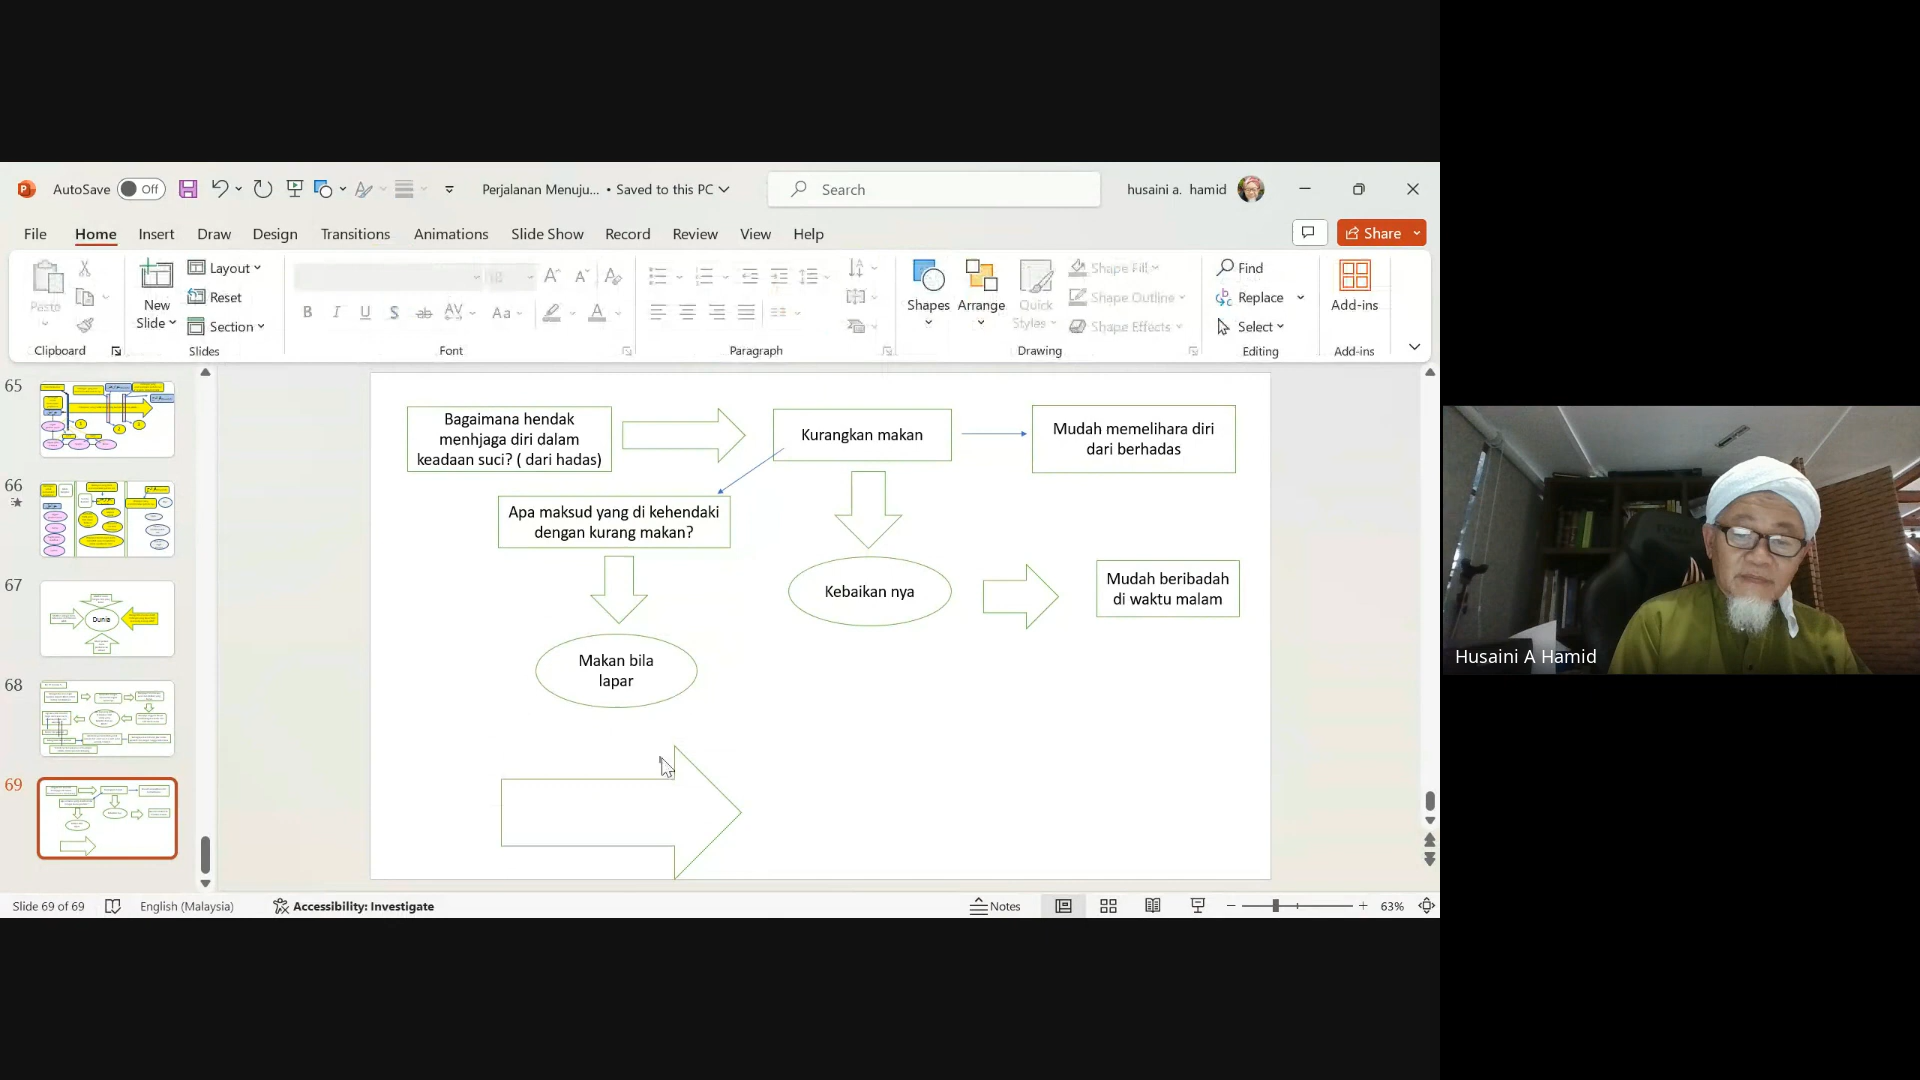 AutoSave
Off
Perjalanan Menuju... • Saved to this PC
Search
husaini a. hamid
File
Home
Insert
Draw
Design
Transitions
Animations
Slide Show
Record
Review
View
Help
Share
Paste
Clipboard
New
Slide
Layout
Reset
Section
Slides
18
B
I
U
S
ab
AV
Aa
A
Font
Paragraph
Shapes
Arrange
Quick
Styles
Shape Fill
Shape Outline
Shape Effects
Drawing
Find
Replace
Select
Editing
Add-ins
Add-ins
65
66
67
Dunia
68
69
Bagaimana hendak
menhjaga diri dalam
keadaan suci? ( dari hadas)
Kurangkan makan
Mudah memelihara diri
dari berhadas
Apa maksud yang di kehendaki
dengan kurang makan?
Kebaikan nya
Mudah beribadah
di waktu malam
Makan bila
lapar
Husaini A Hamid
Slide 69 of 69
English (Malaysia)
Accessibility: Investigate
Notes
63%